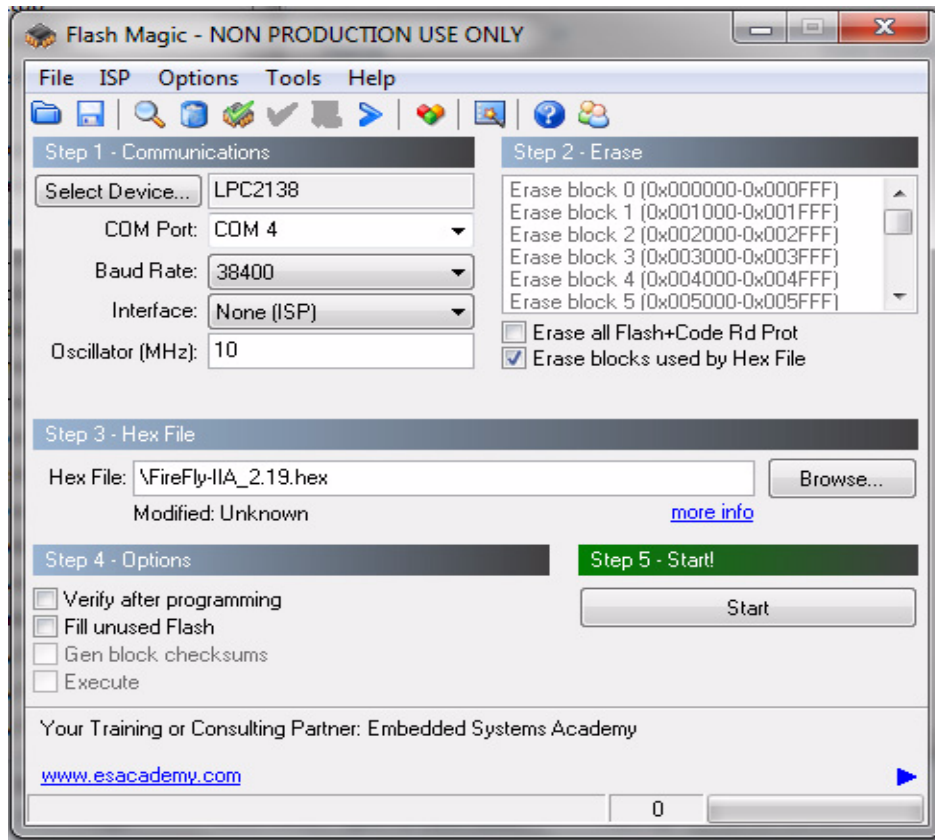 Flash Magic - NON PRODUCTION USE ONLY
File ISP Options Tools Help
Step 1 - Communications
Select Device... LPC2138
COM Port: COM 4
Baud Rate: 38400
Interface: None (ISP)
Oscillator (MHz): 10
Step 2 - Erase
Erase block 0 (0x000000-0x000FFF)
Erase block 1 (0x001000-0x001FFF)
Erase block 2 (0x002000-0x002FFF)
Erase block 3 (0x003000-0x003FFF)
Erase block 4 (0x004000-0x004FFF)
Erase block 5 (0x005000-0x005FFF)
Erase all Flash+Code Rd Prot
Erase blocks used by Hex File
Step 3 - Hex File
Hex File: \FireFly-IIA_2.19.hex Browse...
Modified: Unknown more info
Step 4 - Options
Verify after programming
Fill unused Flash
Gen block checksums
Execute
Step 5 - Start!
Start
Your Training or Consulting Partner: Embedded Systems Academy
www.esacademy.com
0